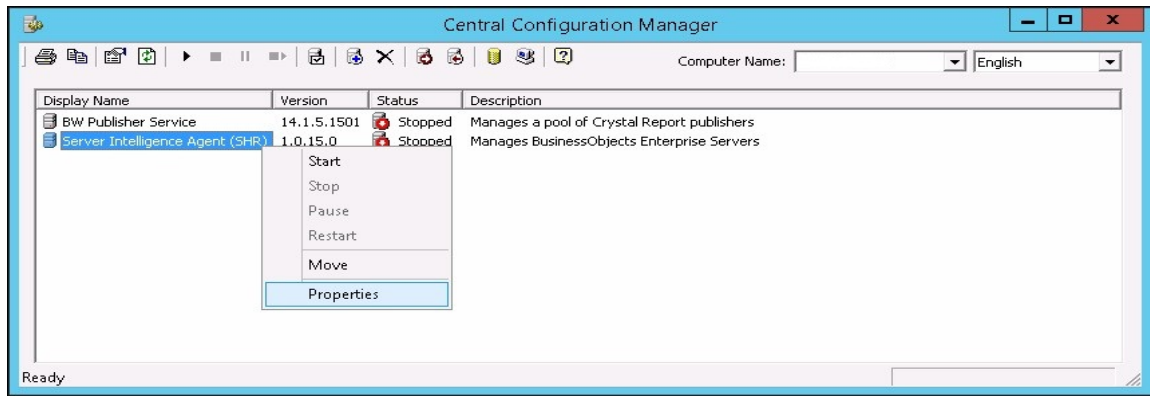 Central Configuration Manager
Computer Name: English
Display Name Version Status Description
BW Publisher Service 14.1.5.1501 Stopped Manages a pool of Crystal Report publishers
Server Intelligence Agent (SHR) 1.0.15.0 Stopped Manages BusinessObjects Enterprise Servers
Start
Stop
Pause
Restart
Move
Properties
Ready